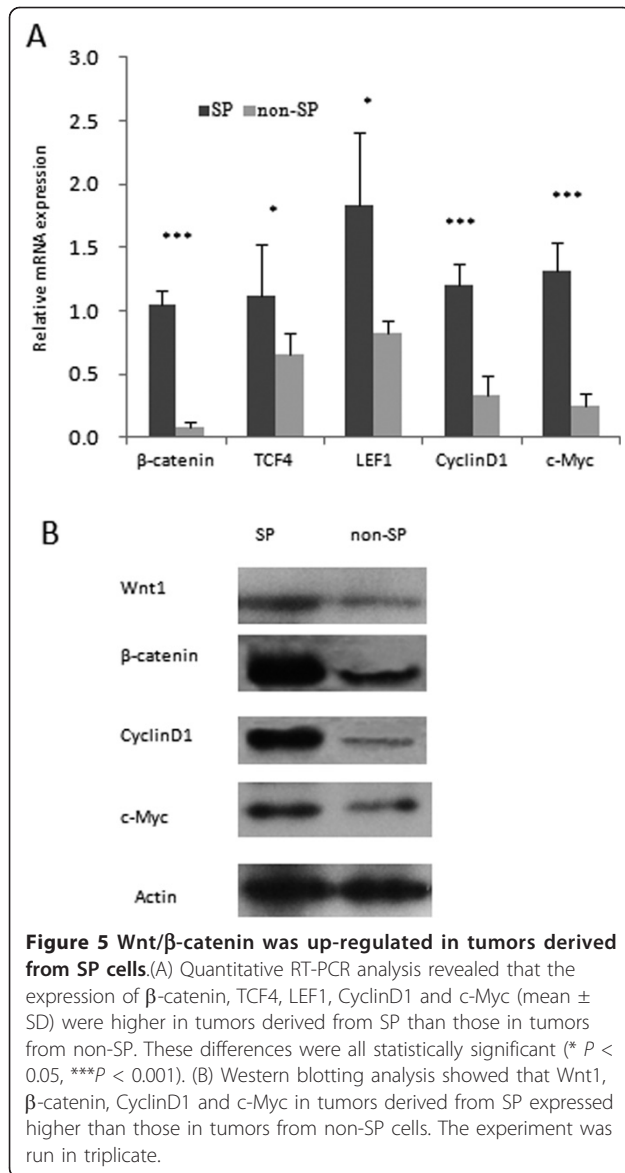 A
3.0
2.5
2.0
1.5
1.0
0.5
0.0
Relative mRNA expression
SP non-SP
***
*
*
***
***
β-catenin TCF4 LEF1 CyclinD1 c-Myc
B
SP non-SP
Wnt1
β-catenin
CyclinD1
c-Myc
Actin
Figure 5 Wnt/β-catenin was up-regulated in tumors derived
from SP cells.(A) Quantitative RT-PCR analysis revealed that the
expression of β-catenin, TCF4, LEF1, CyclinD1 and c-Myc (mean ±
SD) were higher in tumors derived from SP than those in tumors
from non-SP. These differences were all statistically significant (* P <
0.05, ***P < 0.001). (B) Western blotting analysis showed that Wnt1,
β-catenin, CyclinD1 and c-Myc in tumors derived from SP expressed
higher than those in tumors from non-SP cells. The experiment was
run in triplicate.